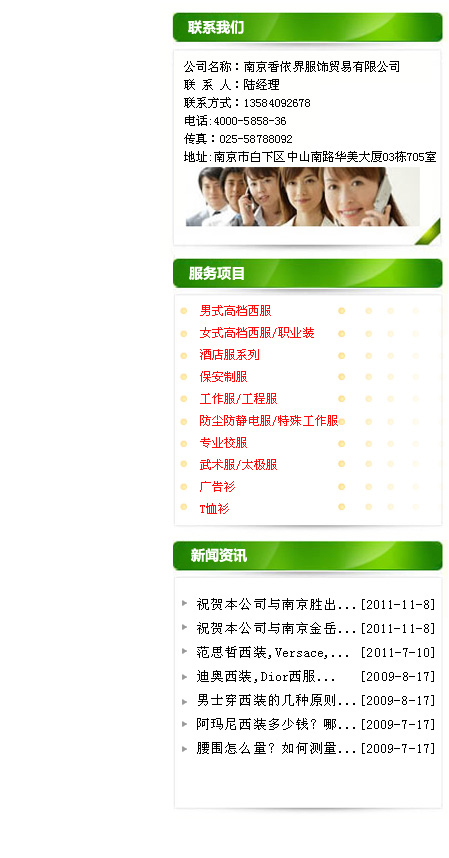 联系我们
公司名称：南京香依界服饰贸易有限公司
联 系 人：陆经理
联系方式：13584092678
电话:4000-5858-36
传真：025-58788092
地址:南京市白下区中山南路华美大厦03栋705室
服务项目
男式高档西服
女式高档西服/职业装
酒店服系列
保安制服
工作服/工程服
防尘防静电服/特殊工作服
专业校服
武术服/太极服
广告衫
T恤衫
新闻资讯
祝贺本公司与南京胜出...[2011-11-8]
祝贺本公司与南京金岳...[2011-11-8]
范思哲西装,Versace,... [2011-7-10]
迪奥西装,Dior西服... [2009-8-17]
男士穿西装的几种原则...[2009-8-17]
阿玛尼西装多少钱? 哪...[2009-7-17]
腰围怎么量? 如何测量...[2009-7-17]